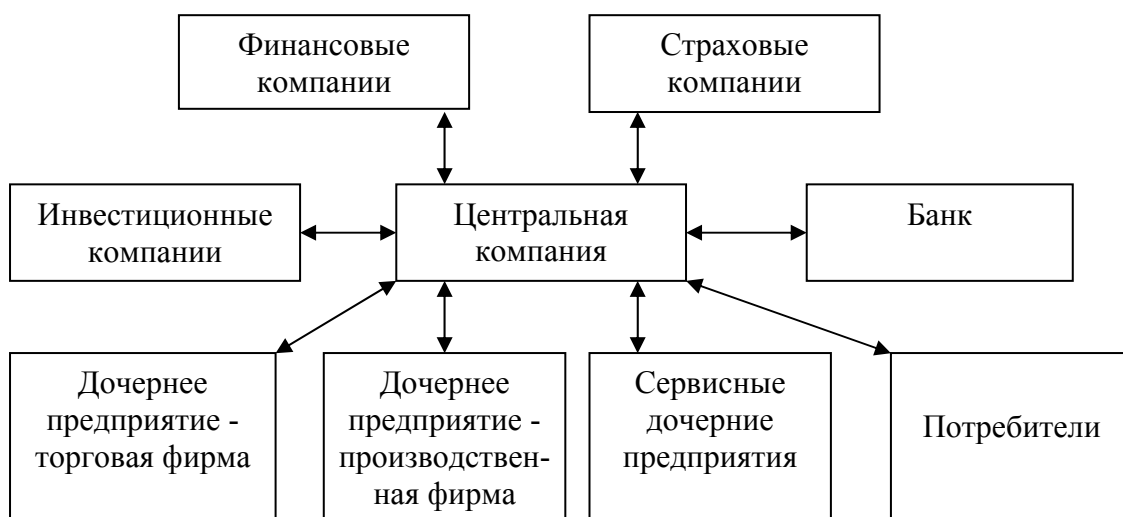 Финансовые
компании
Страховые
компании
Инвестиционные
компании
Центральная
компания
Банк
Дочернее
предприятие -
торговая фирма
Дочернее
предприятие -
производствен-
ная фирма
Сервисные
дочерние
предприятия
Потребители